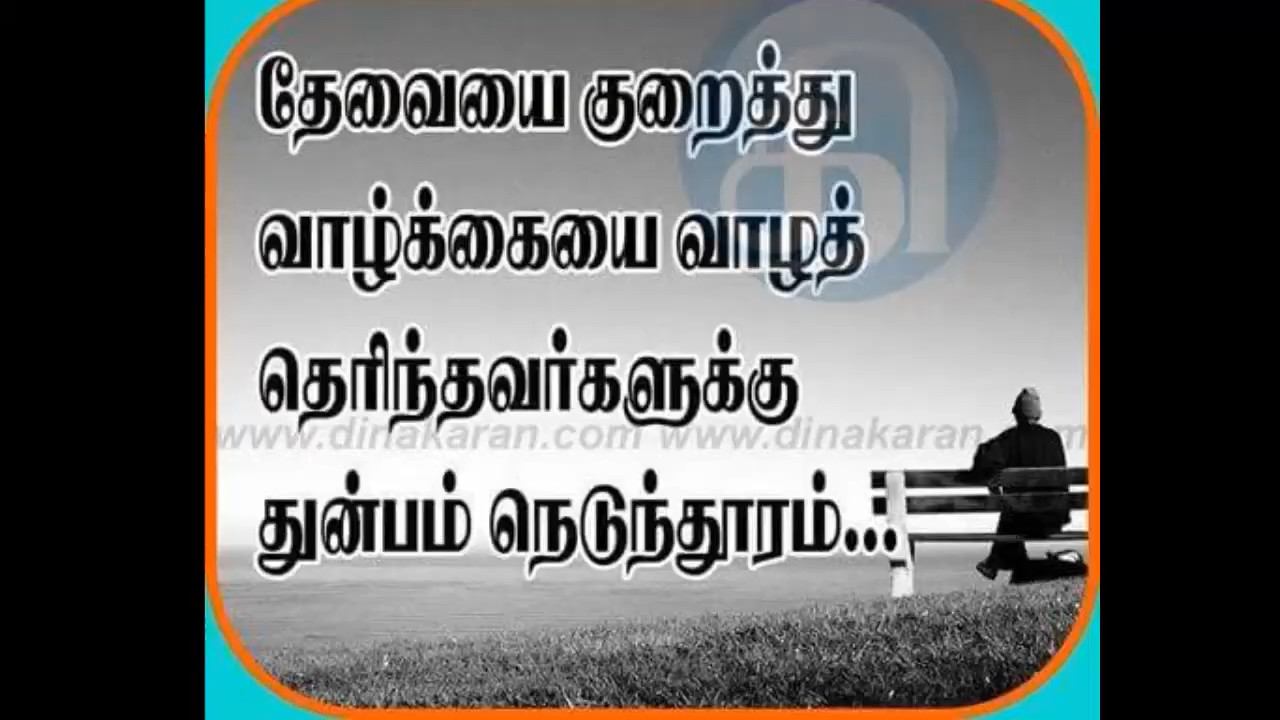 தேவையை குறைத்து
வாழ்க்கையை வாழத்
தெரிந்தவர்களுக்கு
www.dinakaran.com www.dinakaran.com
துன்பம் நெடுந்தூரம்...